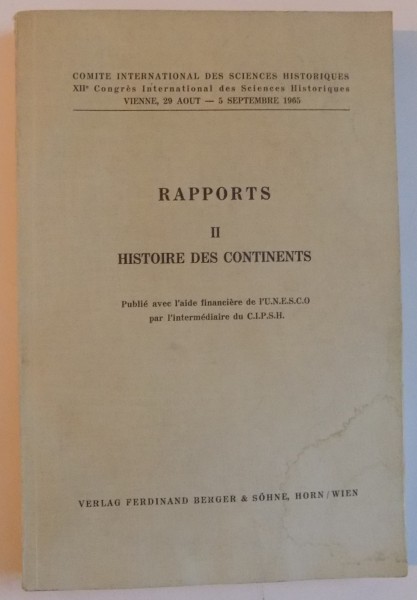 COMITE INTERNATIONAL DES SCIENCES HISTORIQUES
XIIe Congrès International des Sciences Historiques
VIENNE, 29 AOUT — 5 SEPTEMBRE 1965
RAPPORTS
II
HISTOIRE DES CONTINENTS
Publié avec l'aide financière de l'U.N.E.S.C.O
par l'intermédiaire du C.I.P.S.H.
VERLAG FERDINAND BERGER & SÖHNE, HORN/WIEN